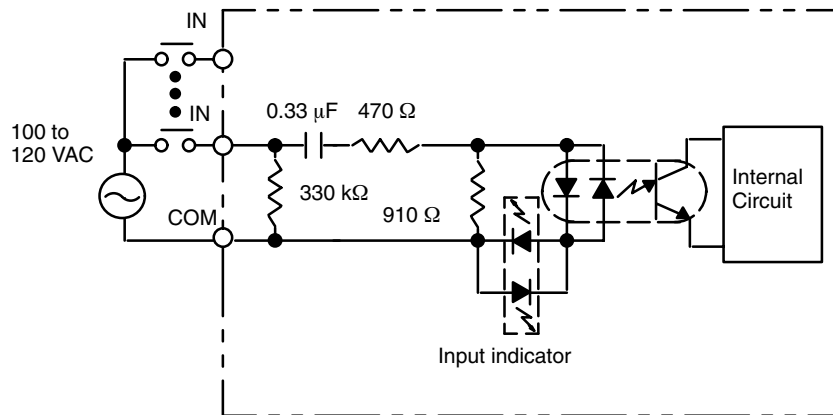 IN
IN
0.33 μF
470 Ω
100 to
120 VAC
330 kΩ
910 Ω
COM
Internal
Circuit
Input indicator